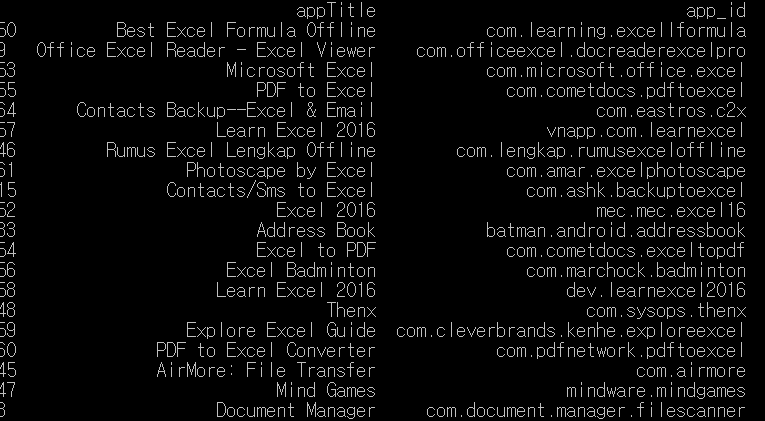 appTitle app_id
50 Best Excel Formula Offline com.learning.excellformula
9 Office Excel Reader - Excel Viewer com.officeexcel.docreaderexcelpro
53 Microsoft Excel com.microsoft.office.excel
55 PDF to Excel com.cometdocs.pdftoexcel
64 Contacts Backup--Excel & Email com.eastros.c2x
57 Learn Excel 2016 vnapp.com.learnexcel
46 Rumus Excel Lengkap Offline com.lengkap.rumusexceloffline
61 Photoscape by Excel com.amar.excelphotoscape
15 Contacts/Sms to Excel com.ashk.backuptoexcel
52 Excel 2016 mec.mec.excel16
33 Address Book batman.android.addressbook
54 Excel to PDF com.cometdocs.exceltopdf
56 Excel Badminton com.marchock.badminton
58 Learn Excel 2016 dev.learnexcel2016
48 Thenx com.sysops.thenx
59 Explore Excel Guide com.cleverbrands.kenhe.exploreexcel
60 PDF to Excel Converter com.pdfnetwork.pdftoexcel
45 AirMore: File Transfer com.airmore
47 Mind Games mindware.mindgames
3 Document Manager com.document.manager.filescanner